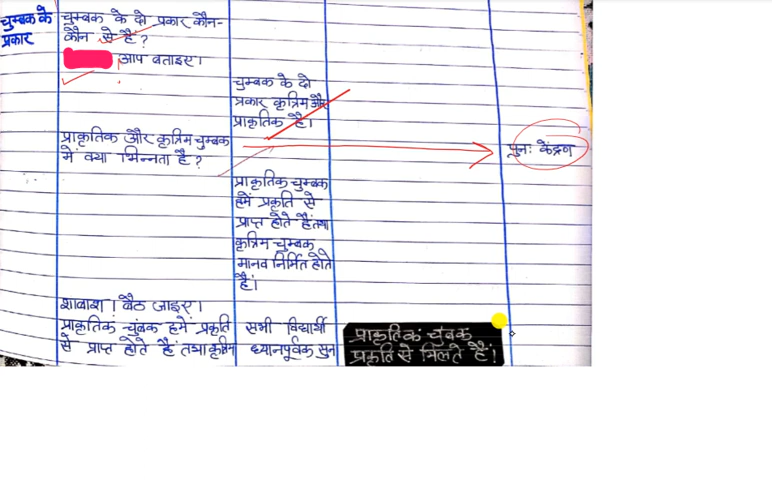 चुम्बक के
प्रकार
चुम्बक के दो प्रकार कौन-
कौन से हैं?
आप बताइए।
चुम्बक के दो
प्रकार कृत्रिम और
प्राकृतिक है।
प्राकृतिक और कृत्रिम चुम्बक
में क्या भिन्नता है?
पुनः केंद्रण
प्राकृतिक चुम्बक
हमें प्रकृति से
प्राप्त होते हैं तथा
कृत्रिम चुम्बक
मानव निर्मित होते
हैं।
शाबाश। बैठ जाइए।
प्राकृतिक चुंबक हमें प्रकृति
से प्राप्त होते हैं तथा कृत्रिम
सभी विद्यार्थी
ध्यानपूर्वक सुन
प्राकृतिक चुंबक
प्रकृति से मिलते हैं।